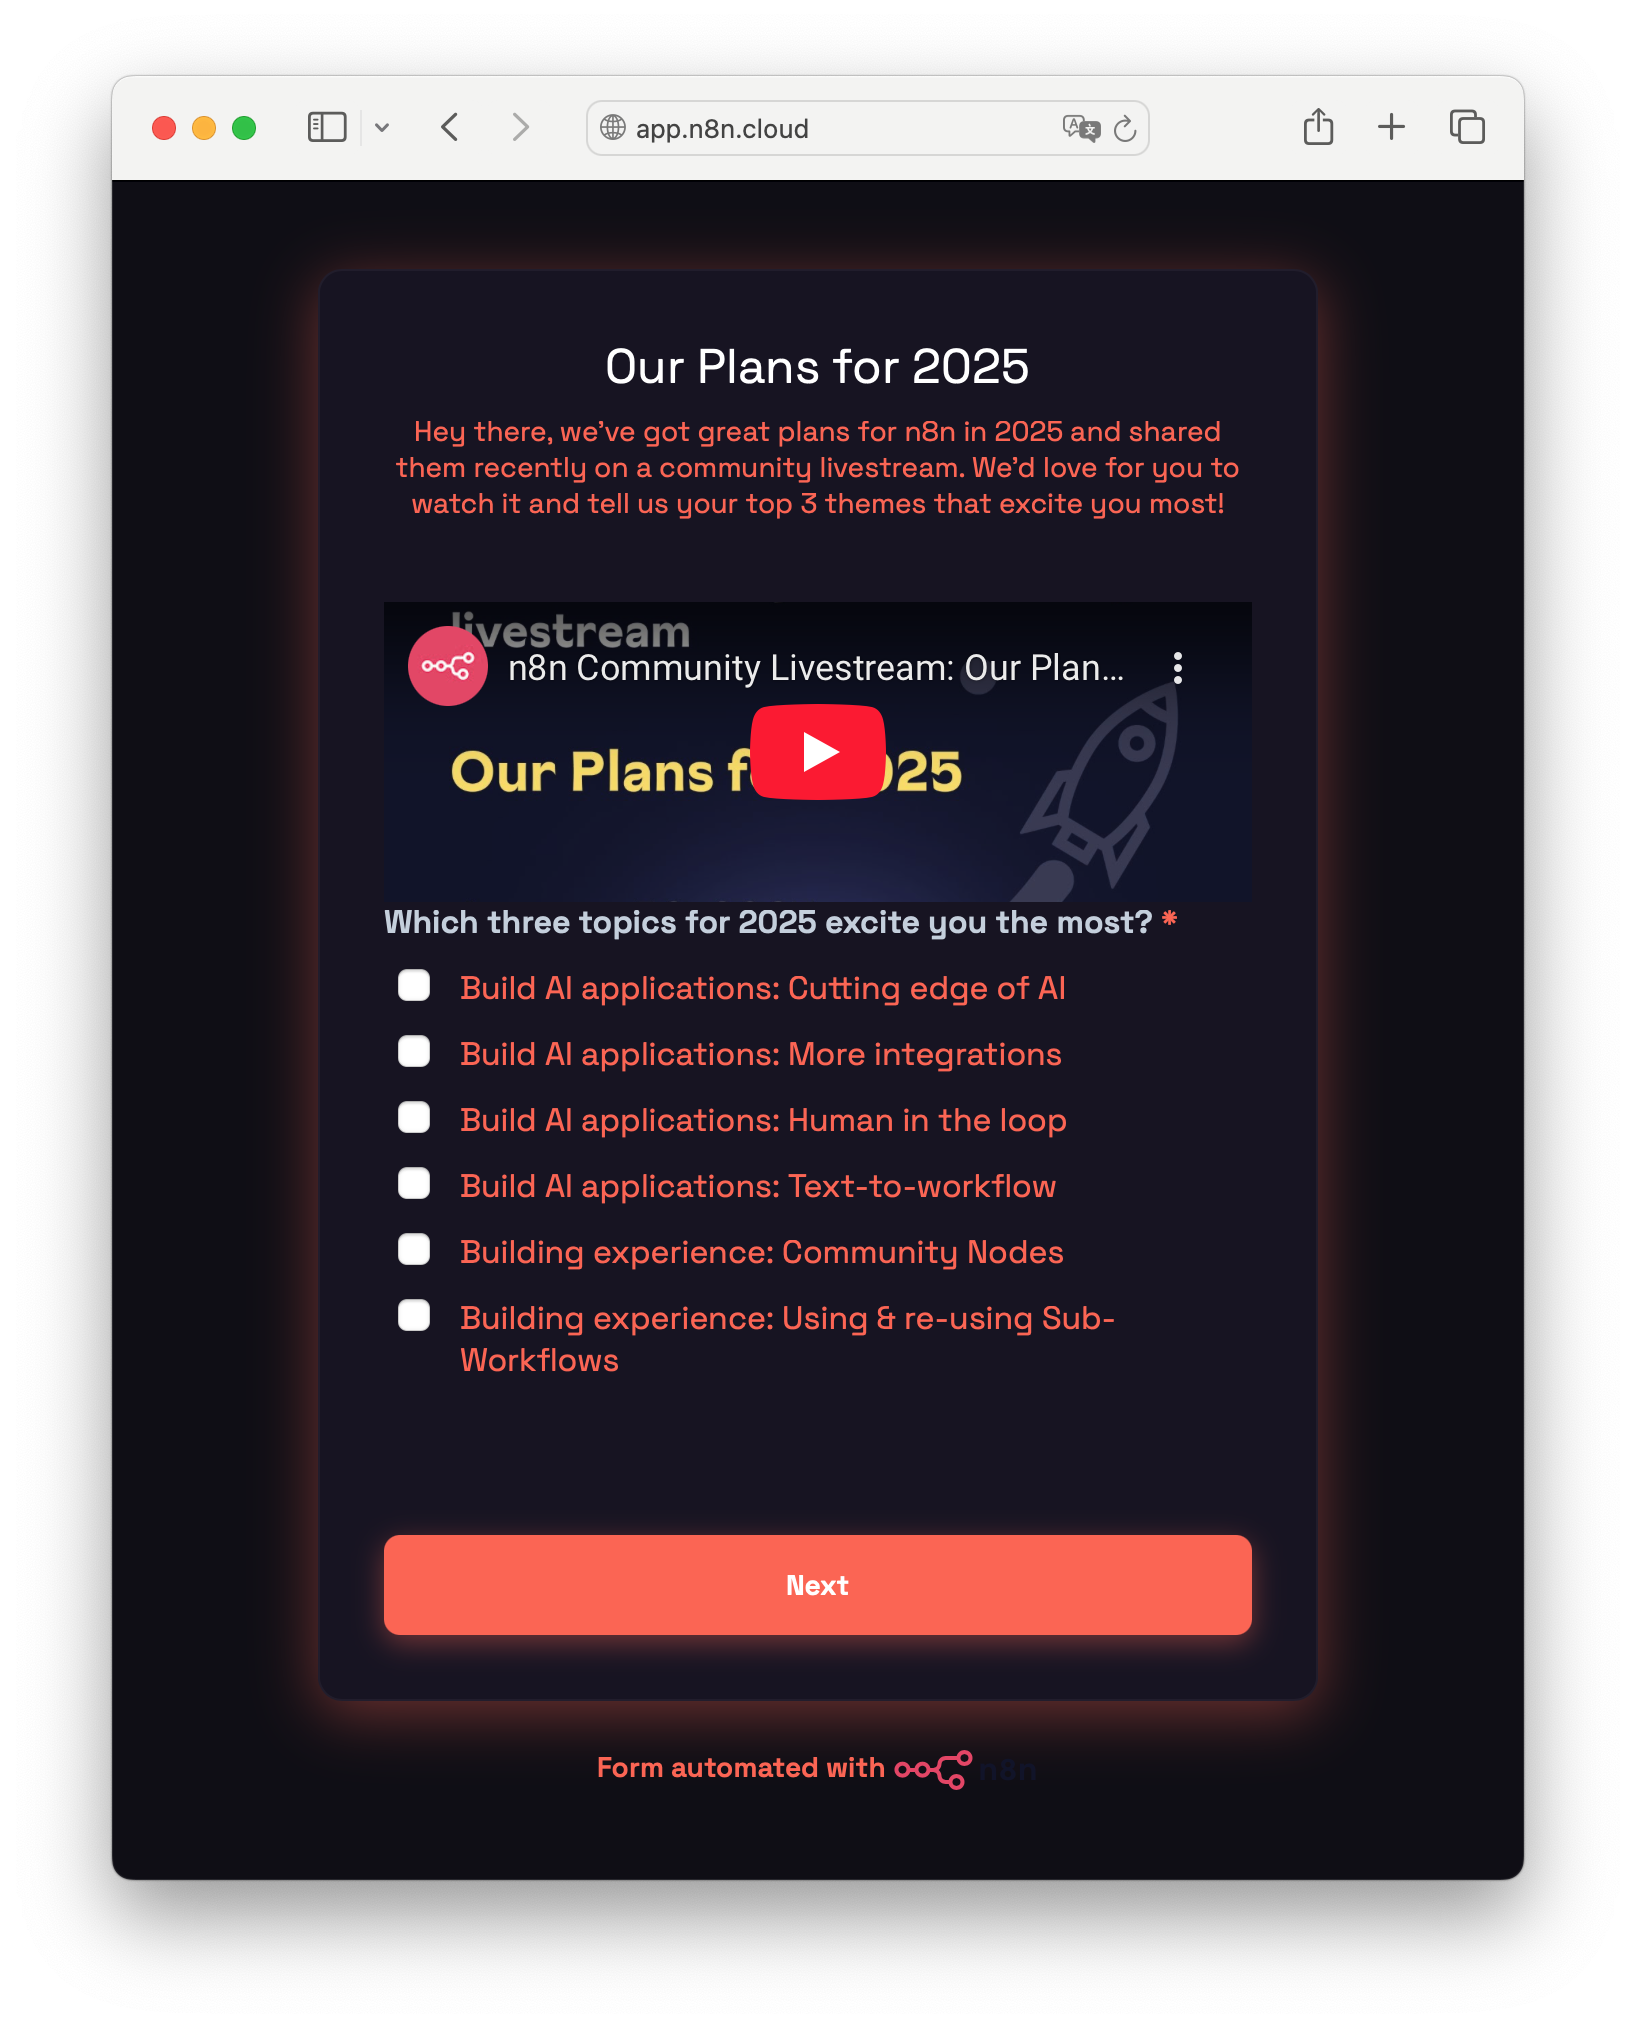 app.n8n.cloud
Our Plans for 2025
Hey there, we've got great plans for n8n in 2025 and shared
them recently on a community livestream. We'd love for you to
watch it and tell us your top 3 themes that excite you most!
livestream
n8n Community Livestream: Our Plan...
Our Plans f 025
Which three topics for 2025 excite you the most? *
Build AI applications: Cutting edge of AI
Build AI applications: More integrations
Build AI applications: Human in the loop
Build AI applications: Text-to-workflow
Building experience: Community Nodes
Building experience: Using & re-using Sub-
Workflows
Next
Form automated with n8n